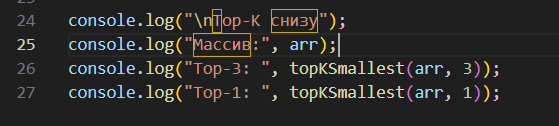 24 console.log("\nТор-K снизу");
25 console.log("Массив:", arr);
26 console.log("Top-3: ", topKSmallest(arr, 3));
27 console.log("Top-1: ", topKSmallest(arr, 1));